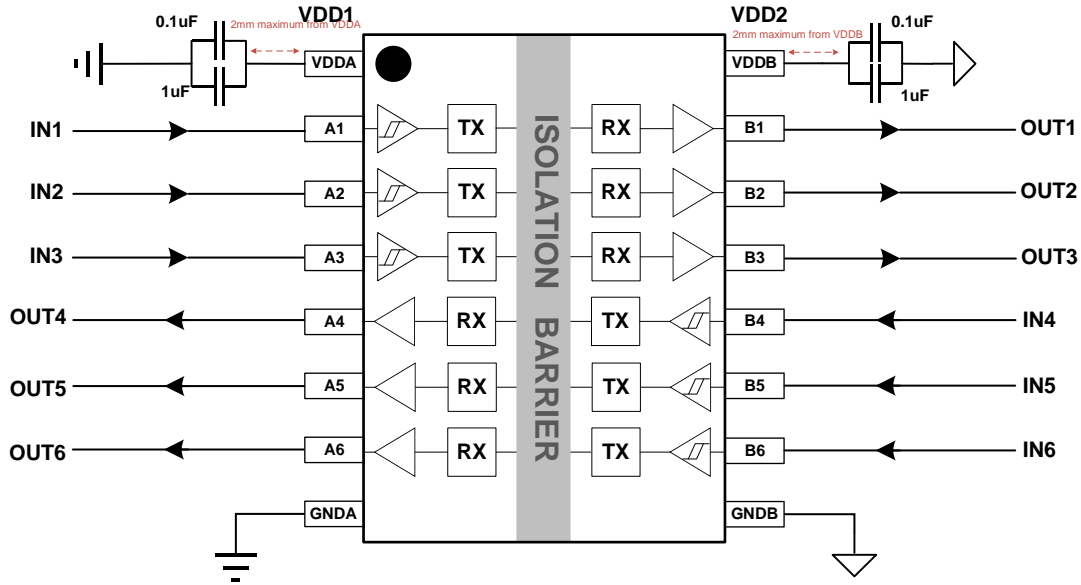 VDD1
VDD2
0.1uF
2mm maximum from VDDA
2mm maximum from VDDB
0.1uF
VDDA
VDDB
1uF
1uF
IN1
A1
TX
RX
B1
OUT1
IN2
A2
TX
RX
B2
OUT2
IN3
A3
TX
RX
B3
OUT3
OUT4
A4
RX
TX
B4
IN4
OUT5
A5
RX
TX
B5
IN5
OUT6
A6
RX
TX
B6
IN6
ISOLATION BARRIER
GNDA
GNDB